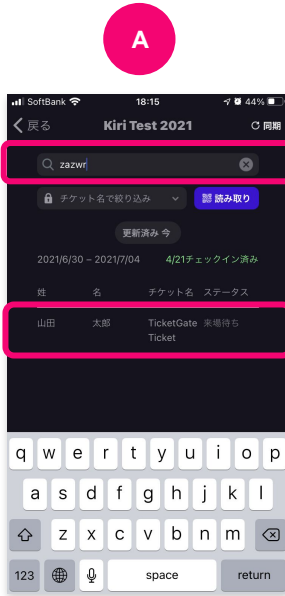 A
SoftBank 18:15 44%
戻る Kiri Test 2021 同期
zazwr
チケット名で絞り込み 読み取り
更新済み 今
2021/6/30 – 2021/7/04 4/21チェックイン済み
姓 名 チケット名 ステータス
山田 太郎 TicketGate 来場待ち
Ticket
q w e r t y u i o p
a s d f g h j k l
z x c v b n m
123 space return